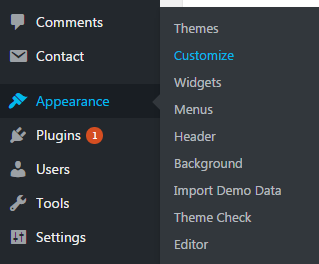 Comments
Contact
Appearance
Plugins 1
Users
Tools
Settings
Themes
Customize
Widgets
Menus
Header
Background
Import Demo Data
Theme Check
Editor